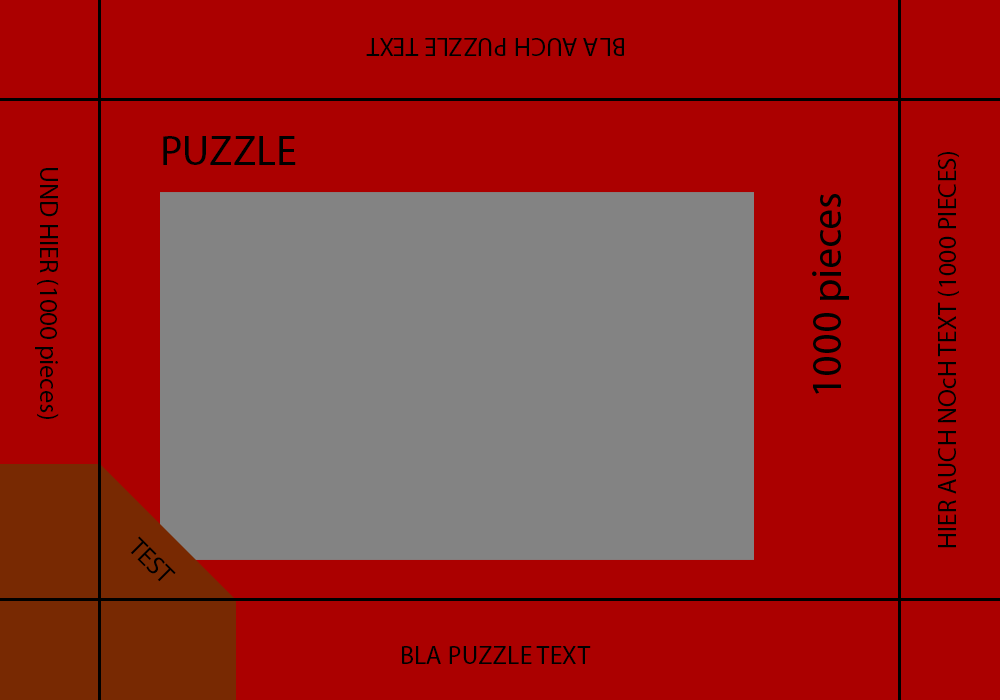 BLA AUCH PUZZLE TEXT
PUZZLE
UND HIER (1000 pieces)
1000 pieces
HIER AUCH NOcH TEXT (1000 PIECES)
TEST
BLA PUZZLE TEXT